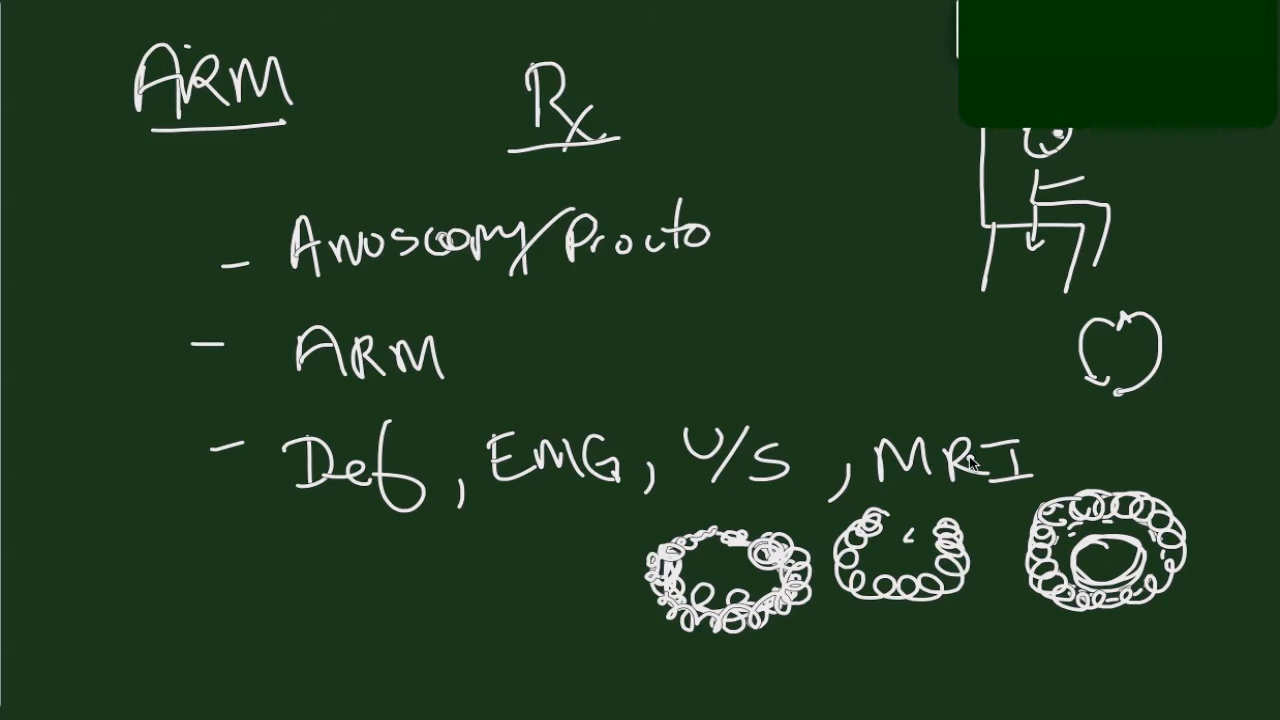 ARM
Rx
- Anoscopy/Procto
- ARM
- Def, EMG, U/S, MRI